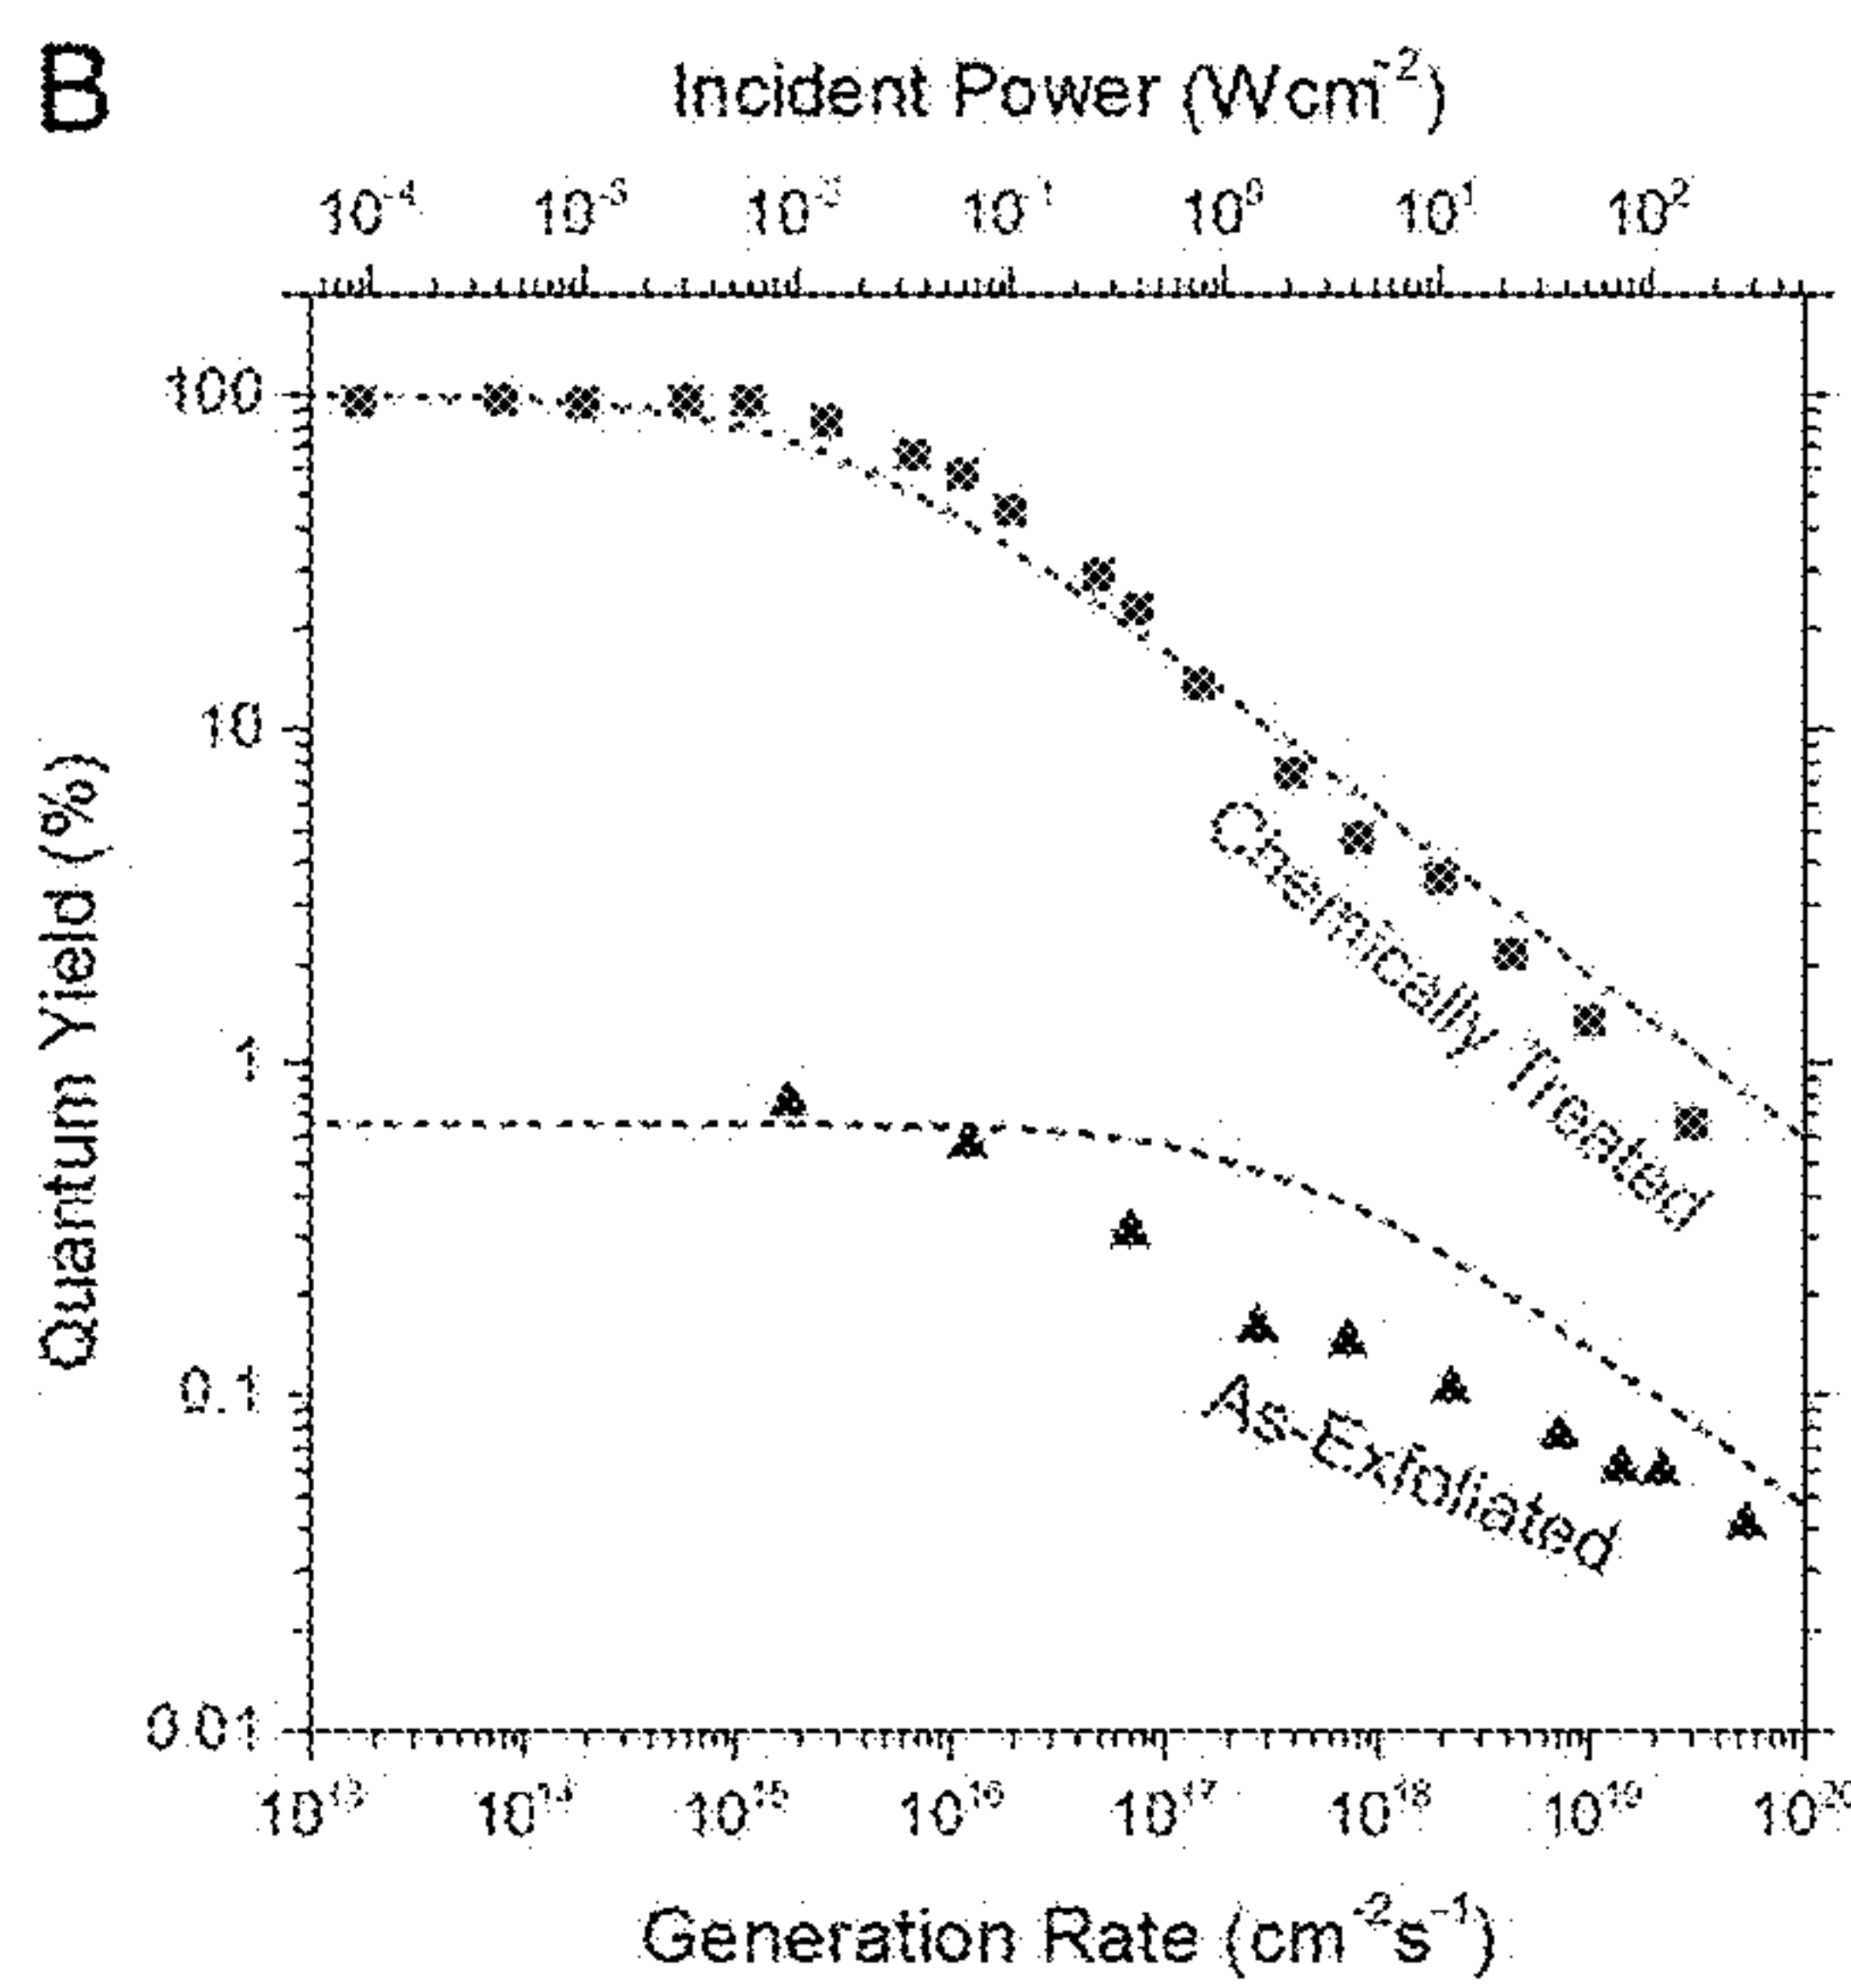 B
Incident Power (Wcm⁻²)
10⁻⁴ 10⁻³ 10⁻² 10⁻¹ 10⁰ 10¹ 10²
100
10
1
0.1
0.01
Quantum Yield (%)
Chemically Treated
As-Exfoliated
10¹³ 10¹⁴ 10¹⁵ 10¹⁶ 10¹⁷ 10¹⁸ 10¹⁹ 10²⁰
Generation Rate (cm⁻²s⁻¹)